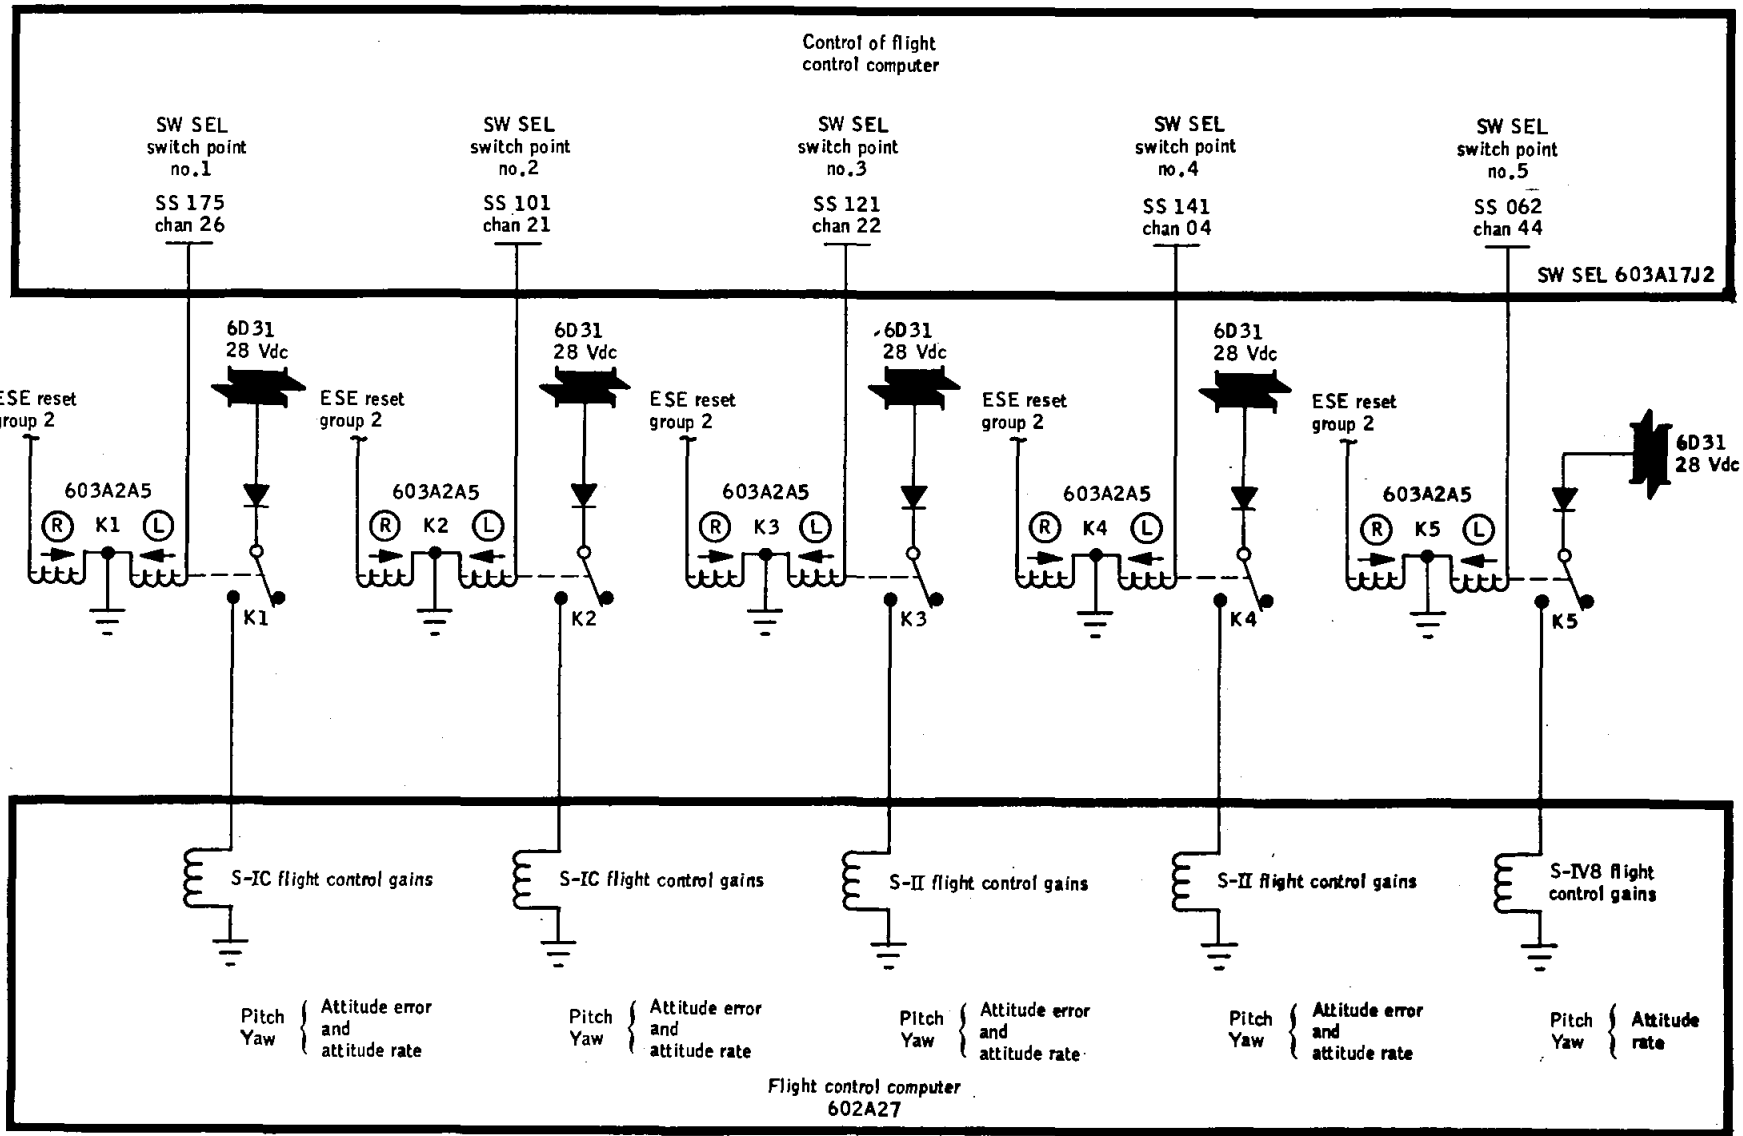 Control of flight
control computer
SW SEL
switch point
no.1
SS 175
chan 26
SW SEL
switch point
no.2
SS 101
chan 21
SW SEL
switch point
no.3
SS 121
chan 22
SW SEL
switch point
no.4
SS 141
chan 04
SW SEL
switch point
no.5
SS 062
chan 44
SW SEL 603A17J2
6D31
28 Vdc
6D31
28 Vdc
6D31
28 Vdc
6D31
28 Vdc
6D31
28 Vdc
ESE reset
group 2
ESE reset
group 2
ESE reset
group 2
ESE reset
group 2
ESE reset
group 2
603A2A5
R K1 L
603A2A5
R K2 L
603A2A5
R K3 L
603A2A5
R K4 L
603A2A5
R K5 L
K1
K2
K3
K4
K5
S-IC flight control gains
S-IC flight control gains
S-II flight control gains
S-II flight control gains
S-IV8 flight
control gains
Pitch
Yaw
Attitude error
and
attitude rate
Pitch
Yaw
Attitude error
and
attitude rate
Pitch
Yaw
Attitude error
and
attitude rate
Pitch
Yaw
Attitude error
and
attitude rate
Pitch
Yaw
Attitude
rate
Flight control computer
602A27